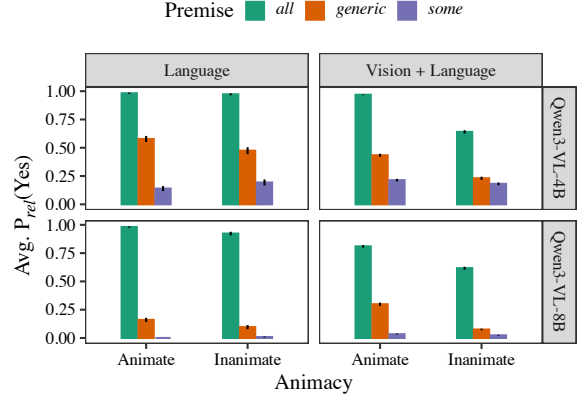 Premise all generic some
Language Vision + Language
1.00
0.75
0.50
0.25
0.00
Qwen3-VL-4B
1.00
0.75
0.50
0.25
0.00
Qwen3-VL-8B
Avg. Prel(Yes)
Animate Inanimate Animate Inanimate
Animacy